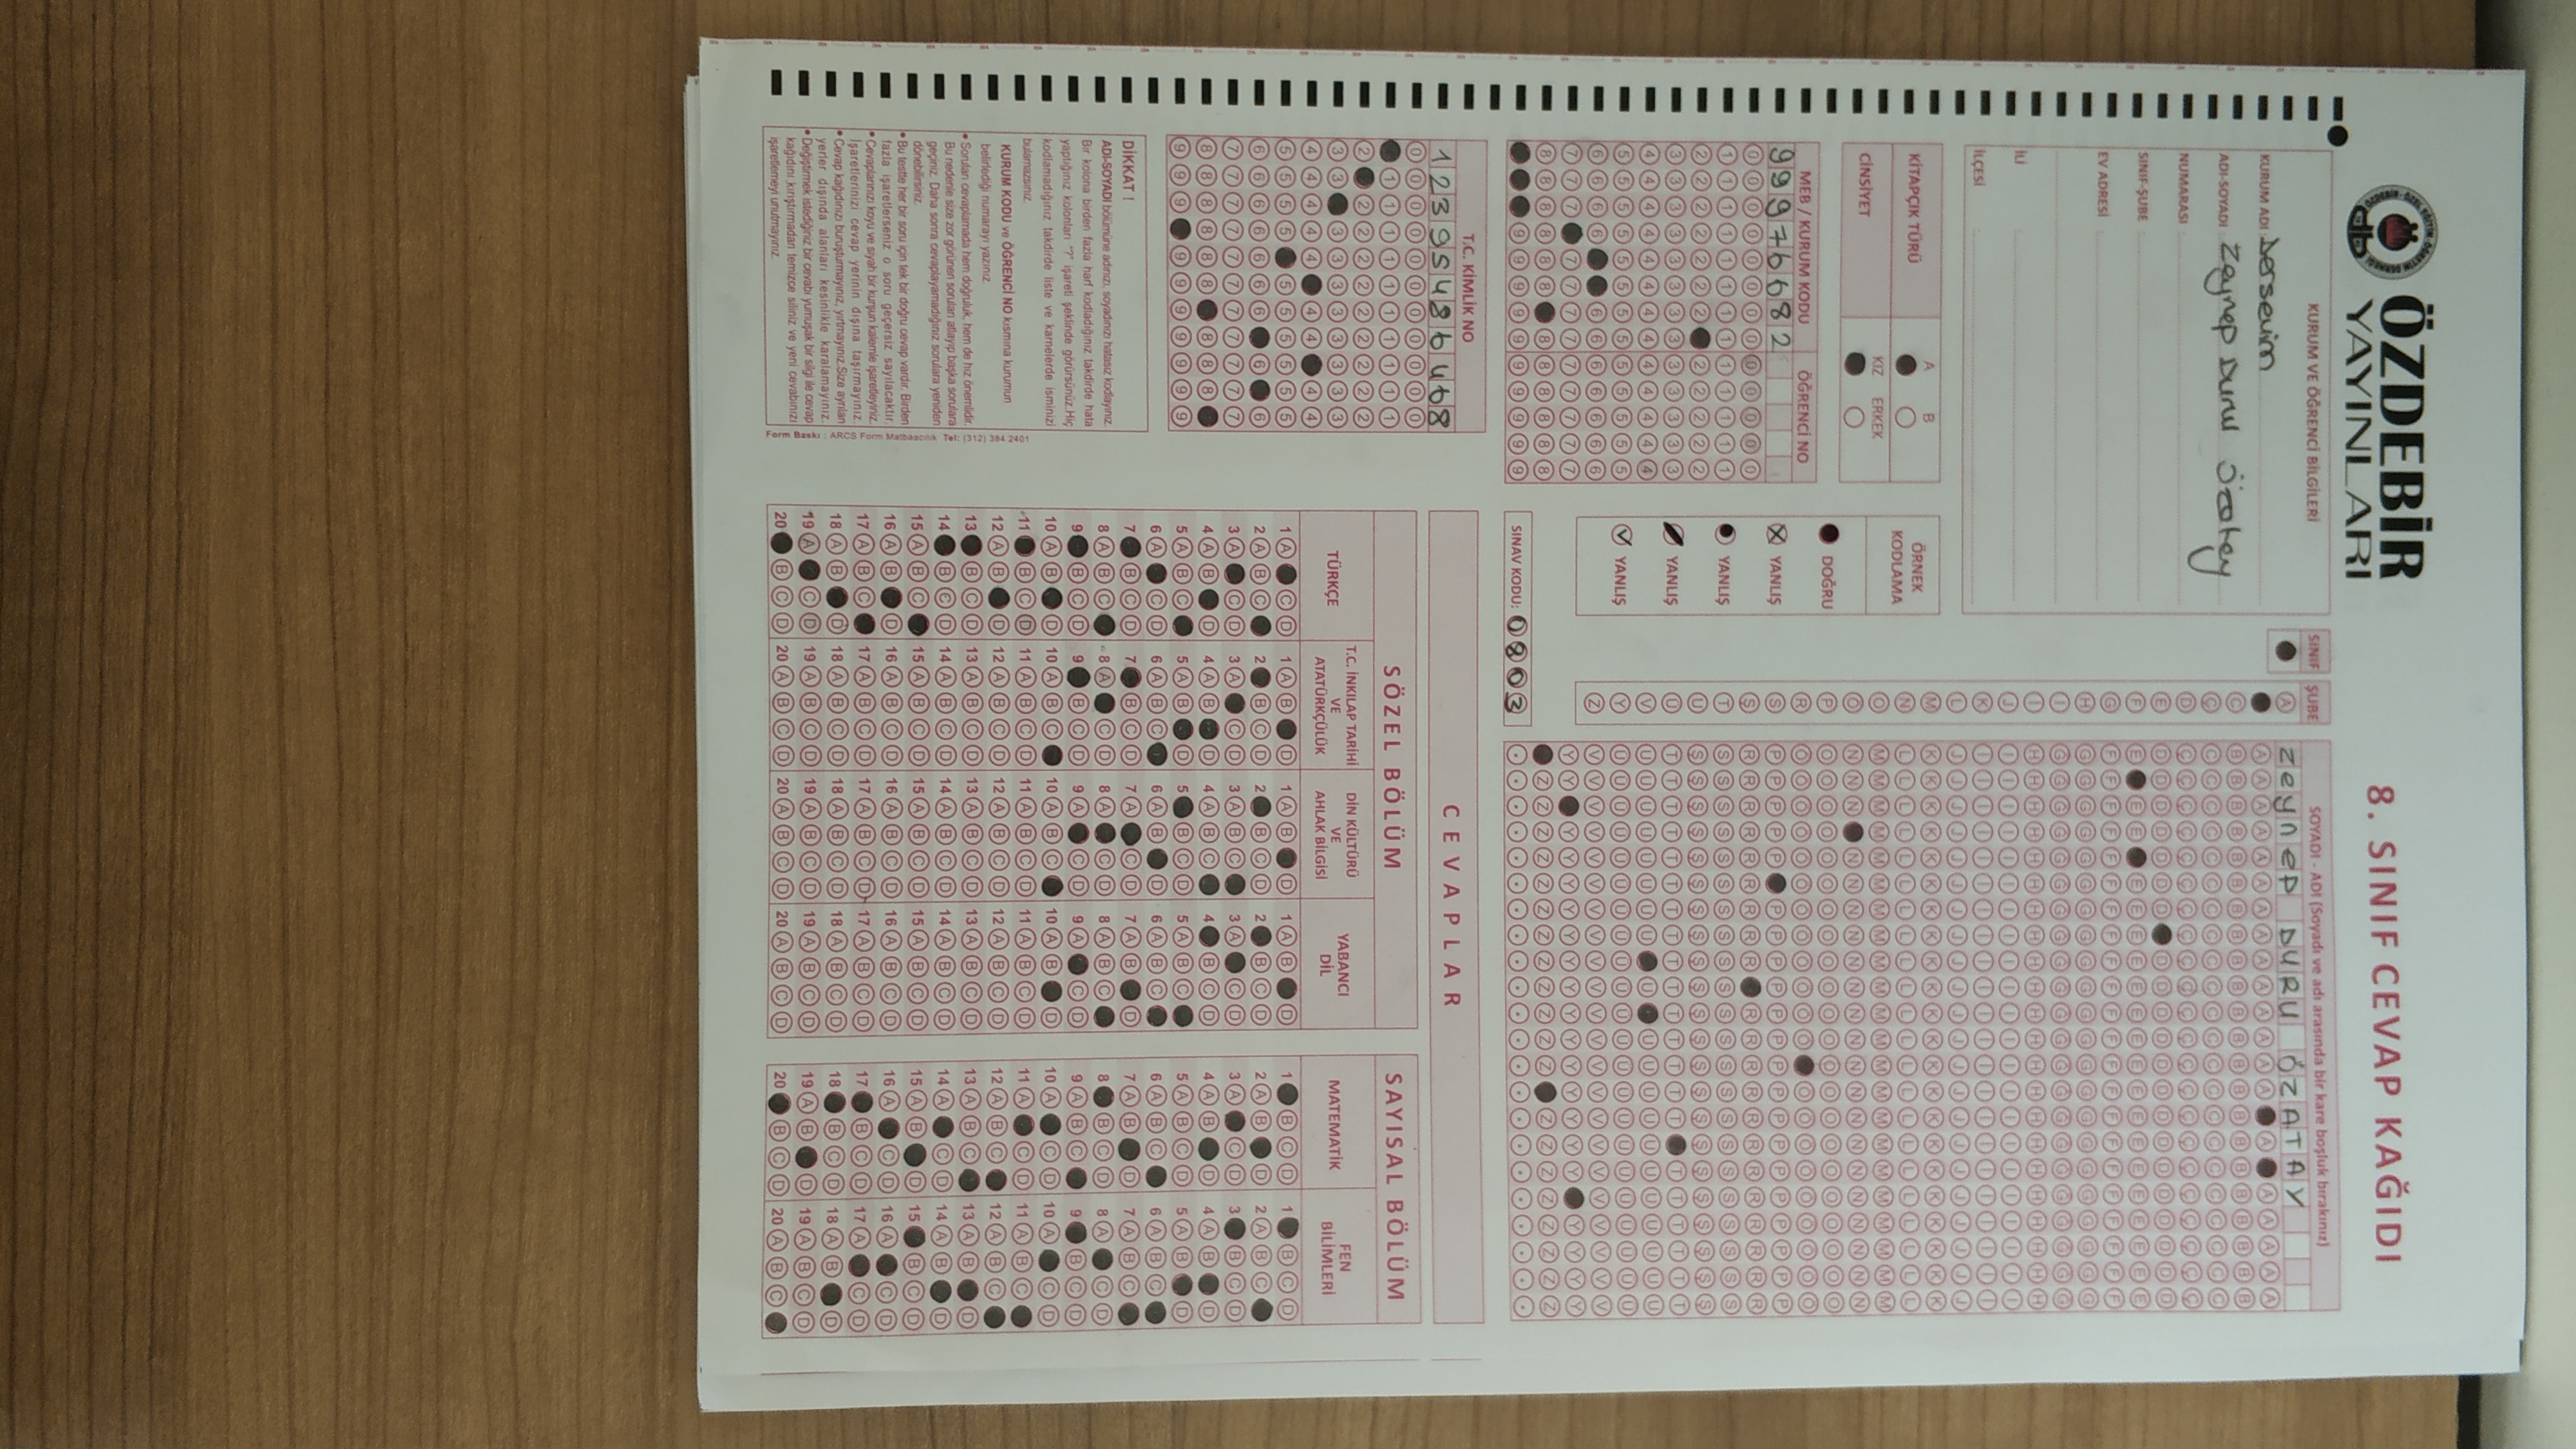 ÖZDEBİR
YAYINLARI
8. SINIF CEVAP KAĞIDI
KURUM VE ÖĞRENCİ BİLGİLERİ
KURUM ADI : Dersevim
ADI-SOYADI : Zeynep Duru Özatay
NUMARASI :
SINIF-ŞUBE :
EV ADRESİ :
İLİ :
İLÇESİ :
SINIF
ŞUBE
SOYADI - ADI (Soyadı ve adı arasında bir kare boşluk bırakınız)
ZEYNEP DURU ÖZATAY
KİTAPÇIK TÜRÜ A B
CİNSİYET KIZ ERKEK
ÖRNEK KODLAMA
DOĞRU
YANLIŞ
YANLIŞ
YANLIŞ
YANLIŞ
MEB / KURUM KODU ÖĞRENCİ NO
99976682
SINAV KODU: 00803
T.C. KİMLİK NO
12395486468
DİKKAT !
ADI-SOYADI bölümüne adınızı, soyadınızı hatasız kodlayınız.
Bir kolona birden fazla harf kodladığınız takdirde hata
yaptığınız kolonları "?" işareti şeklinde görürsünüz.Hiç
kodlamadığınız takdirde liste ve karnelerde isminizi
bulamazsınız.
KURUM KODU ve ÖĞRENCİ NO kısmına kurumun
belirlediği numarayı yazınız.
• Soruları cevaplamada hem doğruluk, hem de hız önemlidir.
Bu nedenle size zor görünen soruları atlayıp başka sorulara
geçiniz. Daha sonra cevaplayamadığınız sorulara yeniden
dönebilirsiniz.
• Bu testte her bir soru için tek bir doğru cevap vardır. Birden
fazla işaretlerseniz o soru geçersiz sayılacaktır.
• Cevaplarınızı koyu ve siyah bir kurşun kalemle işaretleyiniz.
İşaretlerinizi cevap yerinin dışına taşırmayınız.
• Cevap kağıdınızı buruşturmayınız, yırtmayınız.Size ayrılan
yerler dışında alanları kesinlikle karalamayınız.
• Değiştirmek istediğiniz bir cevabı yumuşak bir silgi ile cevap
kağıdını kırıştırmadan temizce siliniz ve yeni cevabınızı
işaretlemeyi unutmayınız.
Form Baskı : ARCS Form Matbaacılık Tel: (312) 384 2401
CEVAPLAR
SÖZEL BÖLÜM
SAYISAL BÖLÜM
TÜRKÇE
T.C. İNKILAP TARİHİ VE ATATÜRKÇÜLÜK
DİN KÜLTÜRÜ VE AHLAK BİLGİSİ
YABANCI DİL
MATEMATİK
FEN BİLİMLERİ